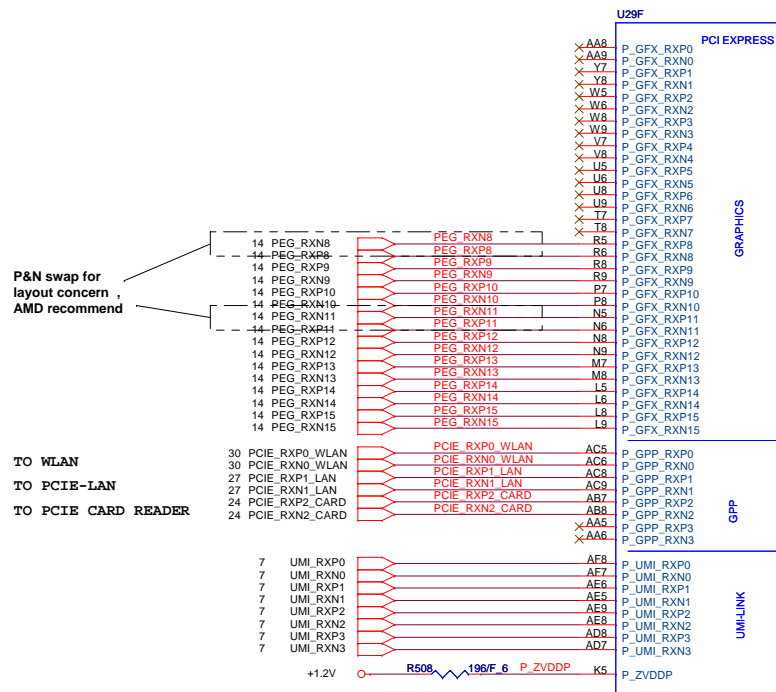 U29F
PCI EXPRESS
AA8 P_GFX_RXP0
AA9 P_GFX_RXN0
Y7 P_GFX_RXP1
Y8 P_GFX_RXN1
W5 P_GFX_RXP2
W6 P_GFX_RXN2
W8 P_GFX_RXP3
W9 P_GFX_RXN3
V7 P_GFX_RXP4
V8 P_GFX_RXN4
U5 P_GFX_RXP5
U6 P_GFX_RXN5
U8 P_GFX_RXP6
U9 P_GFX_RXN6
T7 P_GFX_RXP7
T8 P_GFX_RXN7
14 PEG_RXN8 PEG_RXN8 R5 P_GFX_RXP8
14 PEG_RXP8 PEG_RXP8 R6 P_GFX_RXN8
14 PEG_RXP9 PEG_RXP9 R8 P_GFX_RXP9
14 PEG_RXN9 PEG_RXN9 R9 P_GFX_RXN9
14 PEG_RXP10 PEG_RXP10 P7 P_GFX_RXP10
14 PEG_RXN10 PEG_RXN10 P8 P_GFX_RXN10
14 PEG_RXN11 PEG_RXN11 N5 P_GFX_RXP11
14 PEG_RXP11 PEG_RXP11 N6 P_GFX_RXN11
14 PEG_RXP12 PEG_RXP12 N8 P_GFX_RXP12
14 PEG_RXN12 PEG_RXN12 N9 P_GFX_RXN12
14 PEG_RXP13 PEG_RXP13 M7 P_GFX_RXP13
14 PEG_RXN13 PEG_RXN13 M8 P_GFX_RXN13
14 PEG_RXP14 PEG_RXP14 L5 P_GFX_RXP14
14 PEG_RXN14 PEG_RXN14 L6 P_GFX_RXN14
14 PEG_RXP15 PEG_RXP15 L8 P_GFX_RXP15
14 PEG_RXN15 PEG_RXN15 L9 P_GFX_RXN15
GRAPHICS
P&N swap for
layout concern ,
AMD recommend
TO WLAN
TO PCIE-LAN
TO PCIE CARD READER
30 PCIE_RXP0_WLAN PCIE_RXP0_WLAN AC5 P_GPP_RXP0
30 PCIE_RXN0_WLAN PCIE_RXN0_WLAN AC6 P_GPP_RXN0
27 PCIE_RXP1_LAN PCIE_RXP1_LAN AC8 P_GPP_RXP1
27 PCIE_RXN1_LAN PCIE_RXN1_LAN AC9 P_GPP_RXN1
24 PCIE_RXP2_CARD PCIE_RXP2_CARD AB7 P_GPP_RXP2
24 PCIE_RXN2_CARD PCIE_RXN2_CARD AB8 P_GPP_RXN2
AA5 P_GPP_RXP3
AA6 P_GPP_RXN3
GPP
7 UMI_RXP0 AF8 P_UMI_RXP0
7 UMI_RXN0 AF7 P_UMI_RXN0
7 UMI_RXP1 AE6 P_UMI_RXP1
7 UMI_RXN1 AE5 P_UMI_RXN1
7 UMI_RXP2 AE9 P_UMI_RXP2
7 UMI_RXN2 AE8 P_UMI_RXN2
7 UMI_RXP3 AD8 P_UMI_RXP3
7 UMI_RXN3 AD7 P_UMI_RXN3
UMI-LINK
+1.2V R508 196/F_6 P_ZVDDP K5 P_ZVDDP